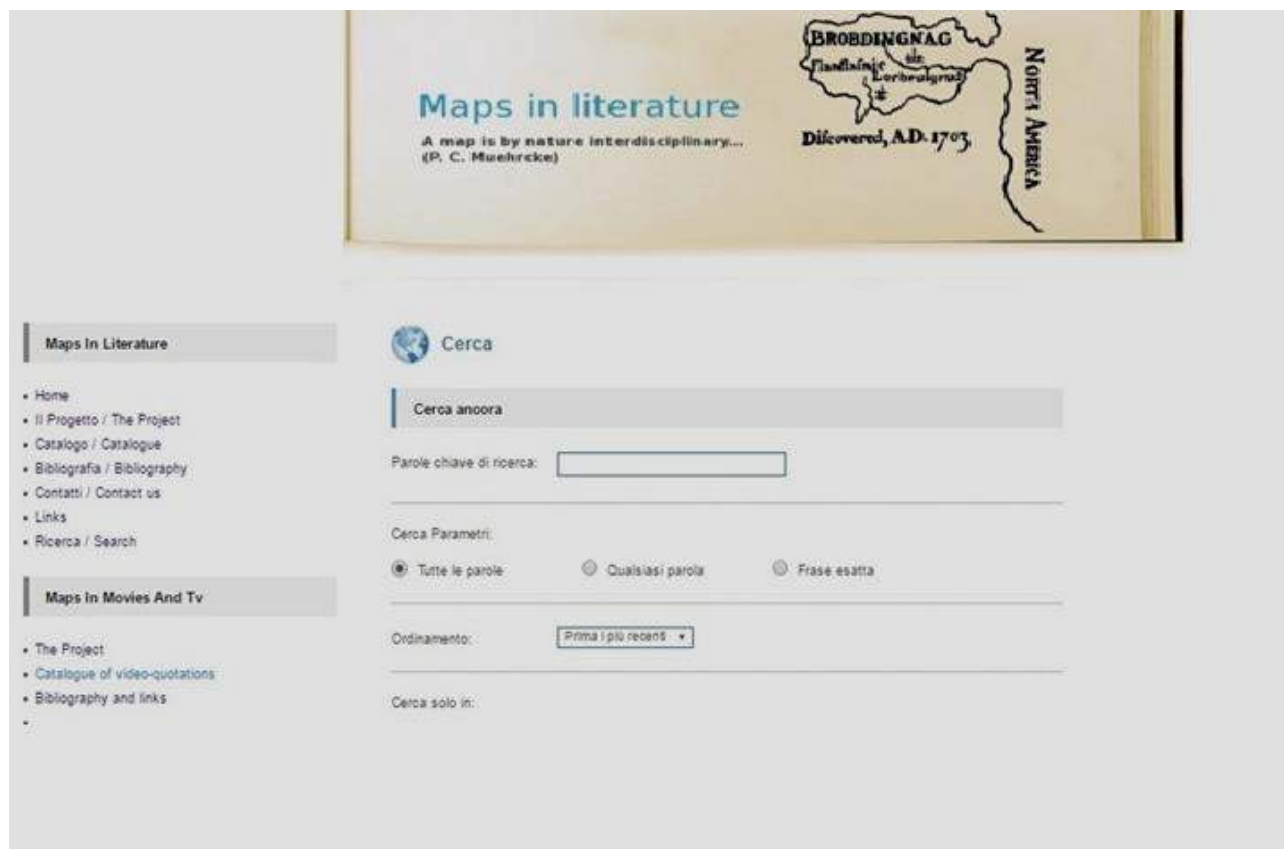 BROBDINGNAG
Flanflasnic
Lorbrulgrud
Discovered, A.D. 1703.
NORTH AMERICA
Maps in literature
A map is by nature interdisciplinary...
(P. C. Muehrcke)
Maps In Literature
• Home
• Il Progetto / The Project
• Catalogo / Catalogue
• Bibliografia / Bibliography
• Contatti / Contact us
• Links
• Ricerca / Search
Maps In Movies And Tv
• The Project
• Catalogue of video-quotations
• Bibliography and links
Cerca
Cerca ancora
Parole chiave di ricerca:
Cerca Parametri:
Tutte le parole Qualsiasi parola Frase esatta
Ordinamento: Prima i più recenti
Cerca solo in: